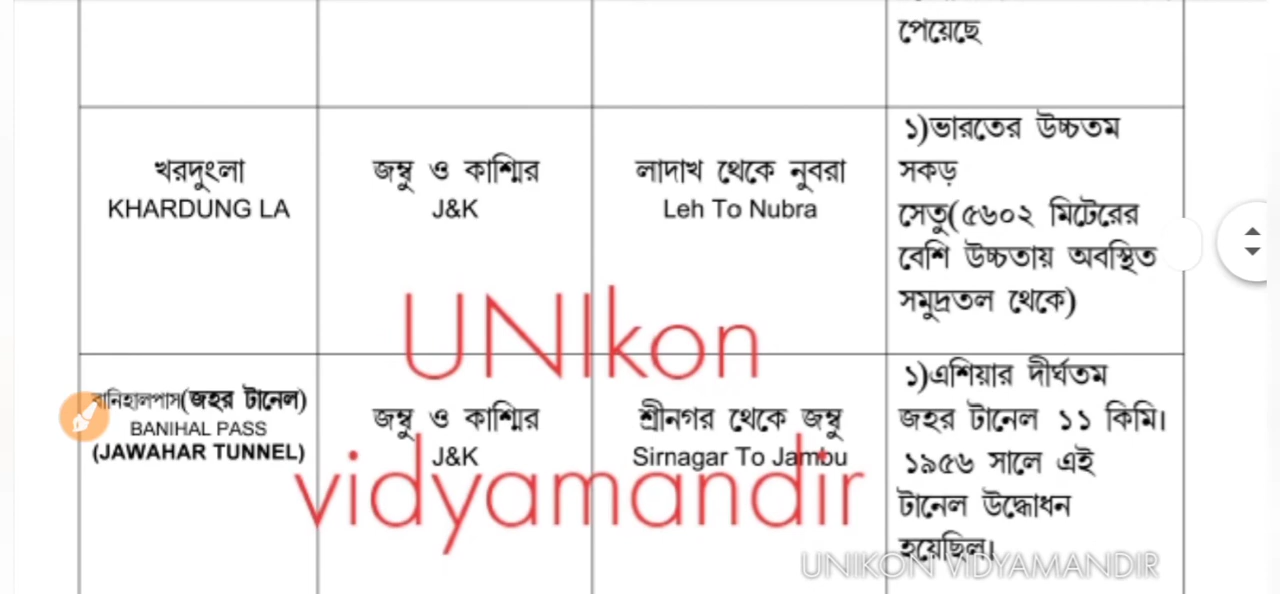 পেয়েছে
খরদুংলা
KHARDUNG LA
জম্বু ও কাশ্মির
J&K
লাদাখ থেকে নুবরা
Leh To Nubra
১)ভারতের উচ্চতম
সকড়
সেতু(৫৬০২ মিটেরের
বেশি উচ্চতায় অবস্থিত
সমুদ্রতল থেকে)
বানিহালপাস(জহর টানেল)
BANIHAL PASS
(JAWAHAR TUNNEL)
জম্বু ও কাশ্মির
J&K
শ্রীনগর থেকে জম্বু
Sirnagar To Jambu
১)এশিয়ার দীর্ঘতম
জহর টানেল ১১ কিমি।
১৯৫৬ সালে এই
টানেল উদ্ধোধন
হয়েছিল।
UNIkon
vidyamandir
UNIKON VIDYAMANDIR